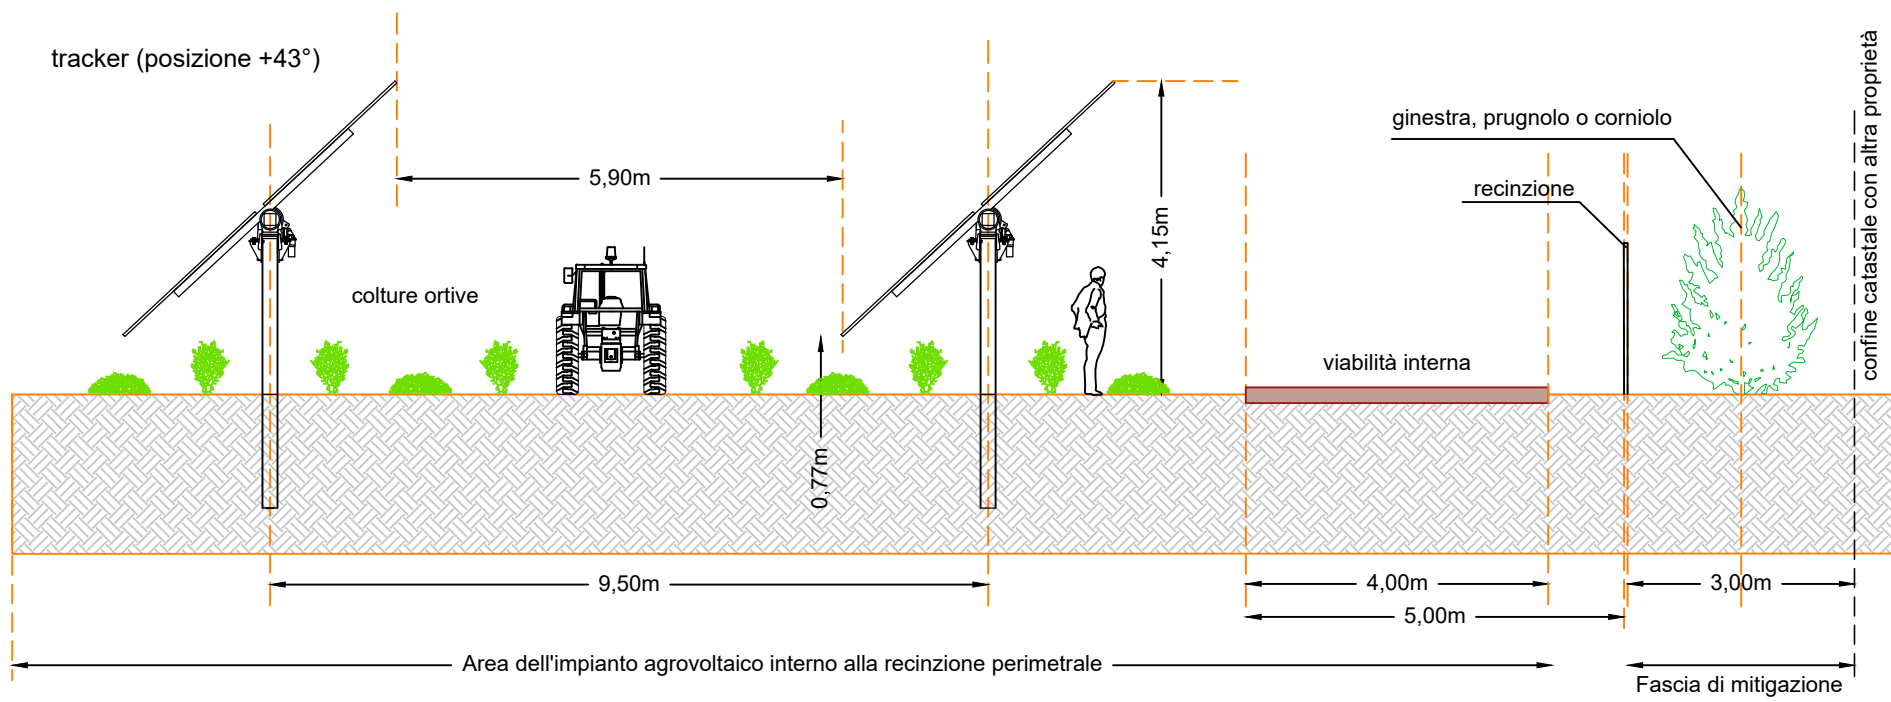 tracker (posizione +43°)
5,90m
4,15m
ginestra, prugnolo o corniolo
recinzione
confine catastale con altra proprietà
colture ortive
viabilità interna
0,77m
9,50m
4,00m
3,00m
5,00m
Area dell'impianto agrovoltaico interno alla recinzione perimetrale
Fascia di mitigazione